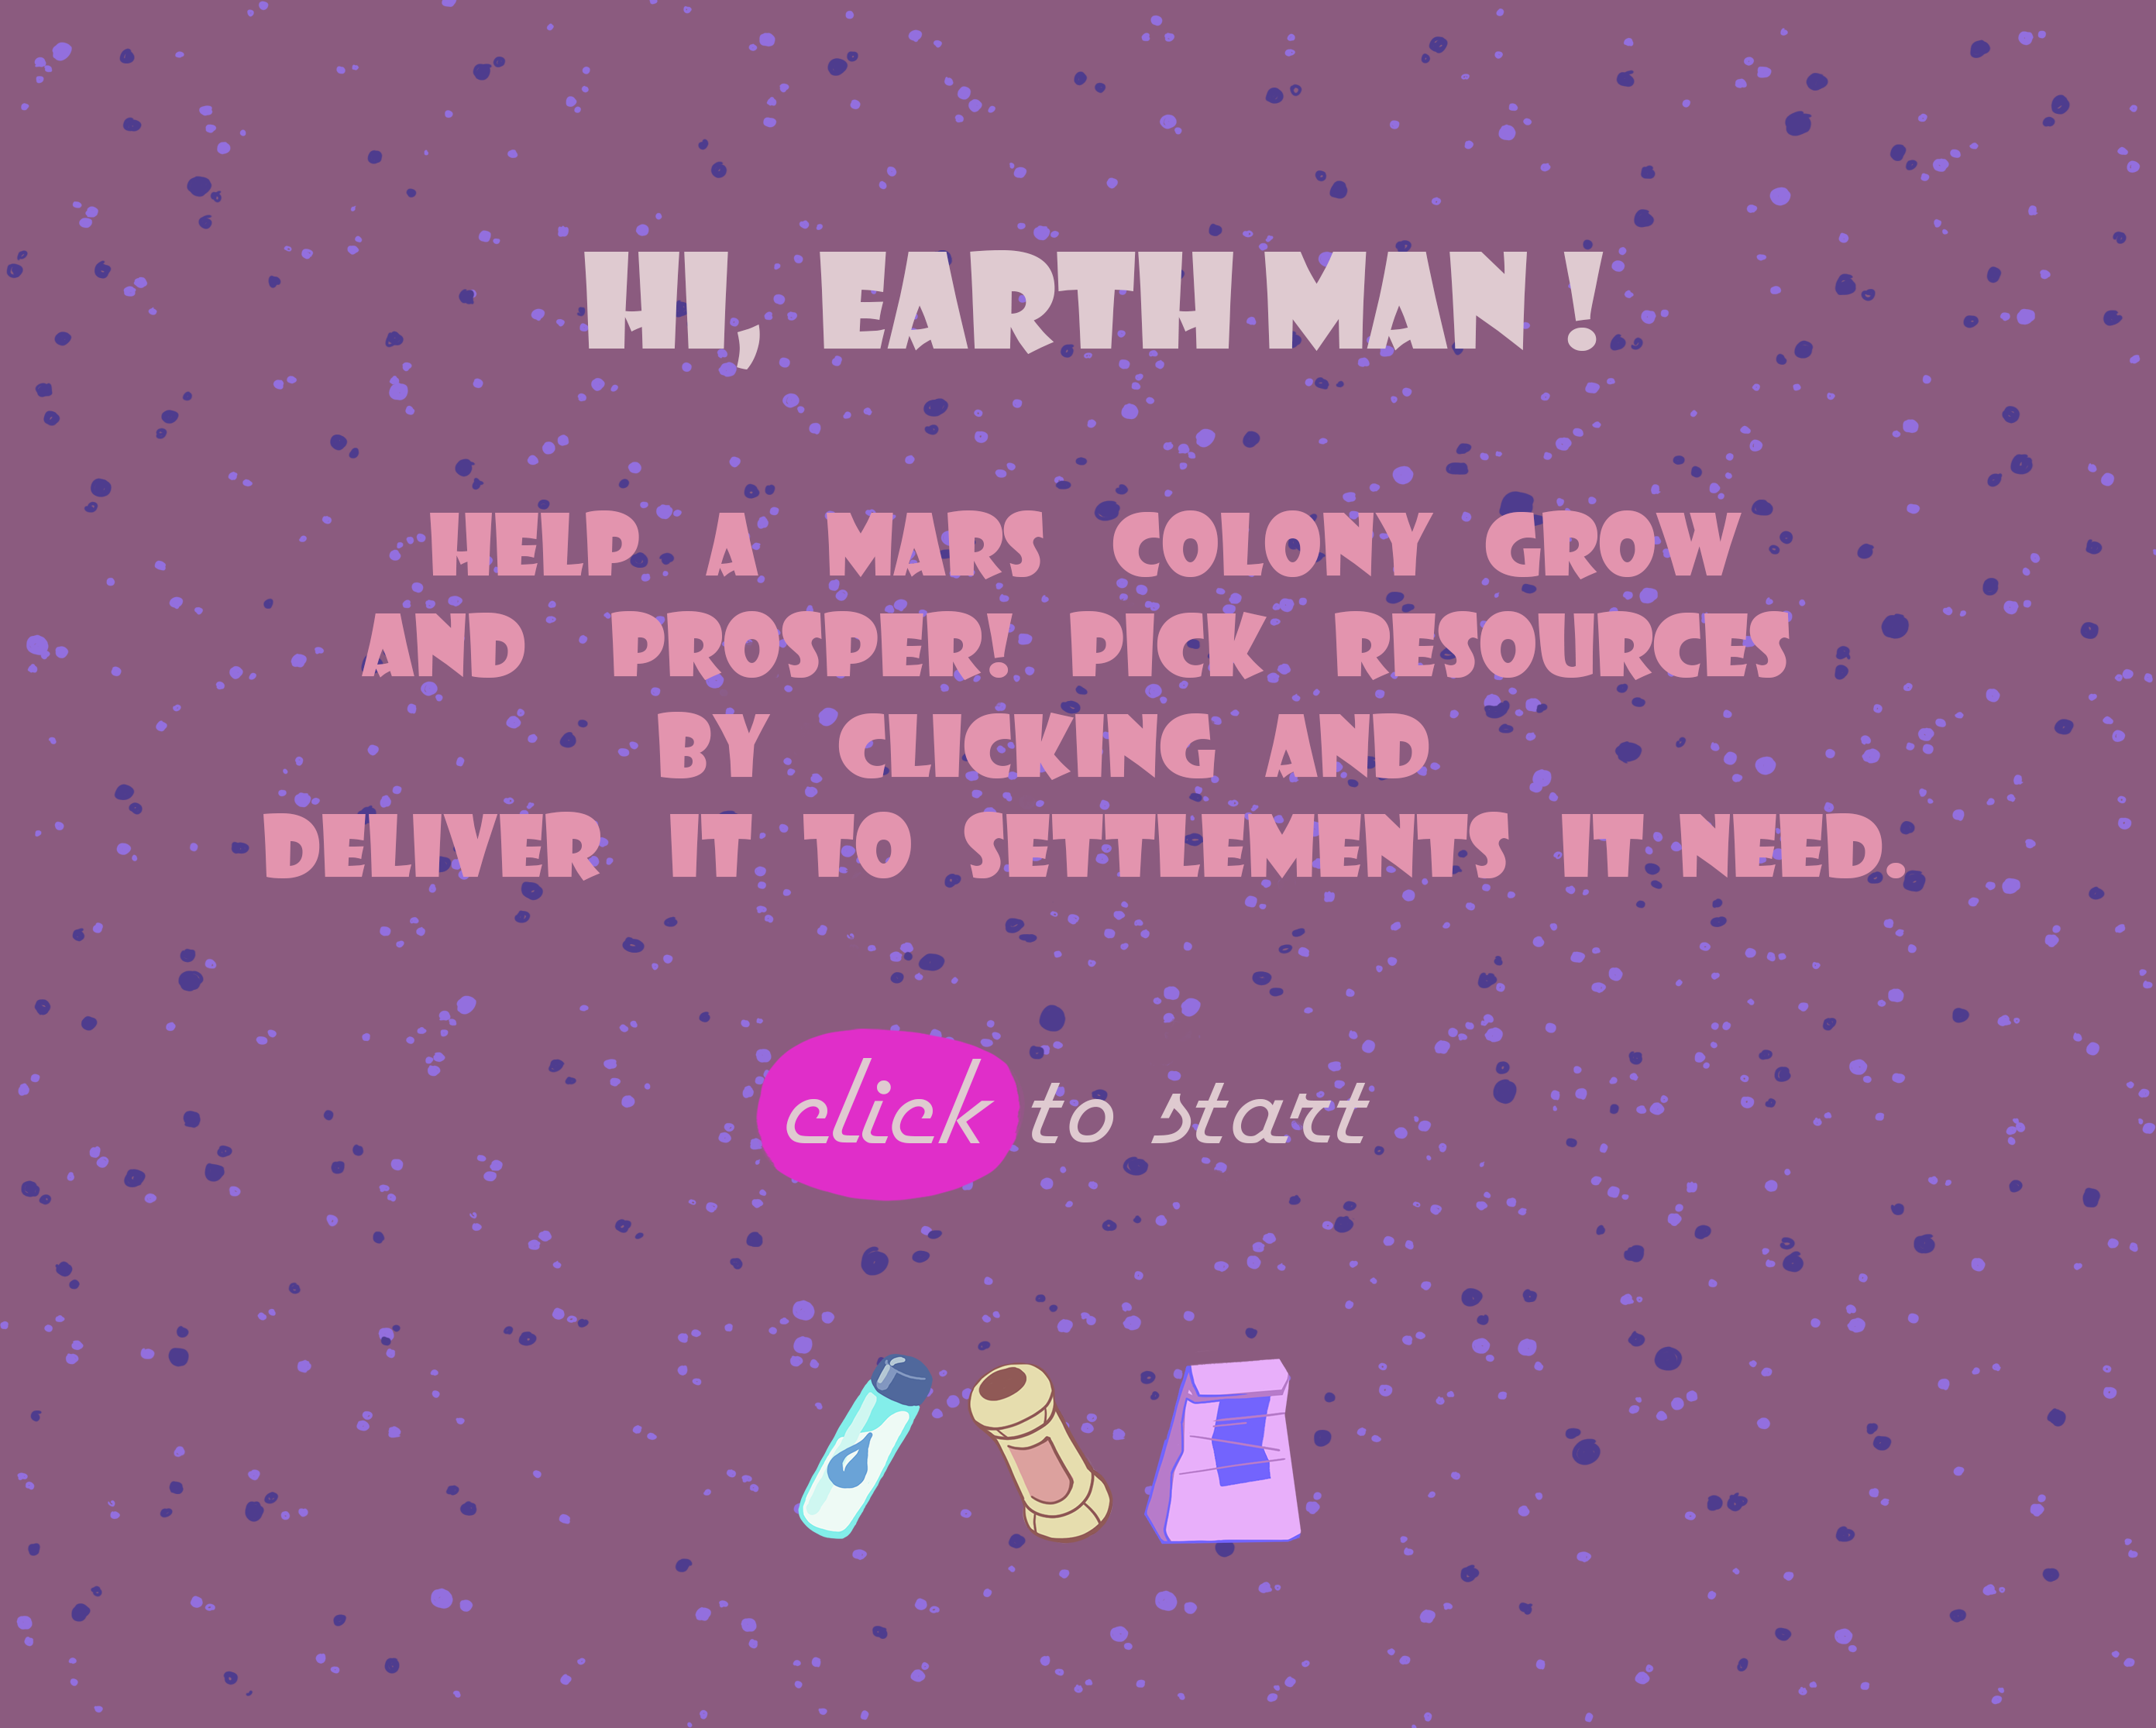 HI, EARTH MAN!
HELP A MARS COLONY GROW
AND PROSPER! PICK RESOURCES
BY CLICKING AND
DELIVER IT TO SETTLEMENTS IT NEED.
click to start